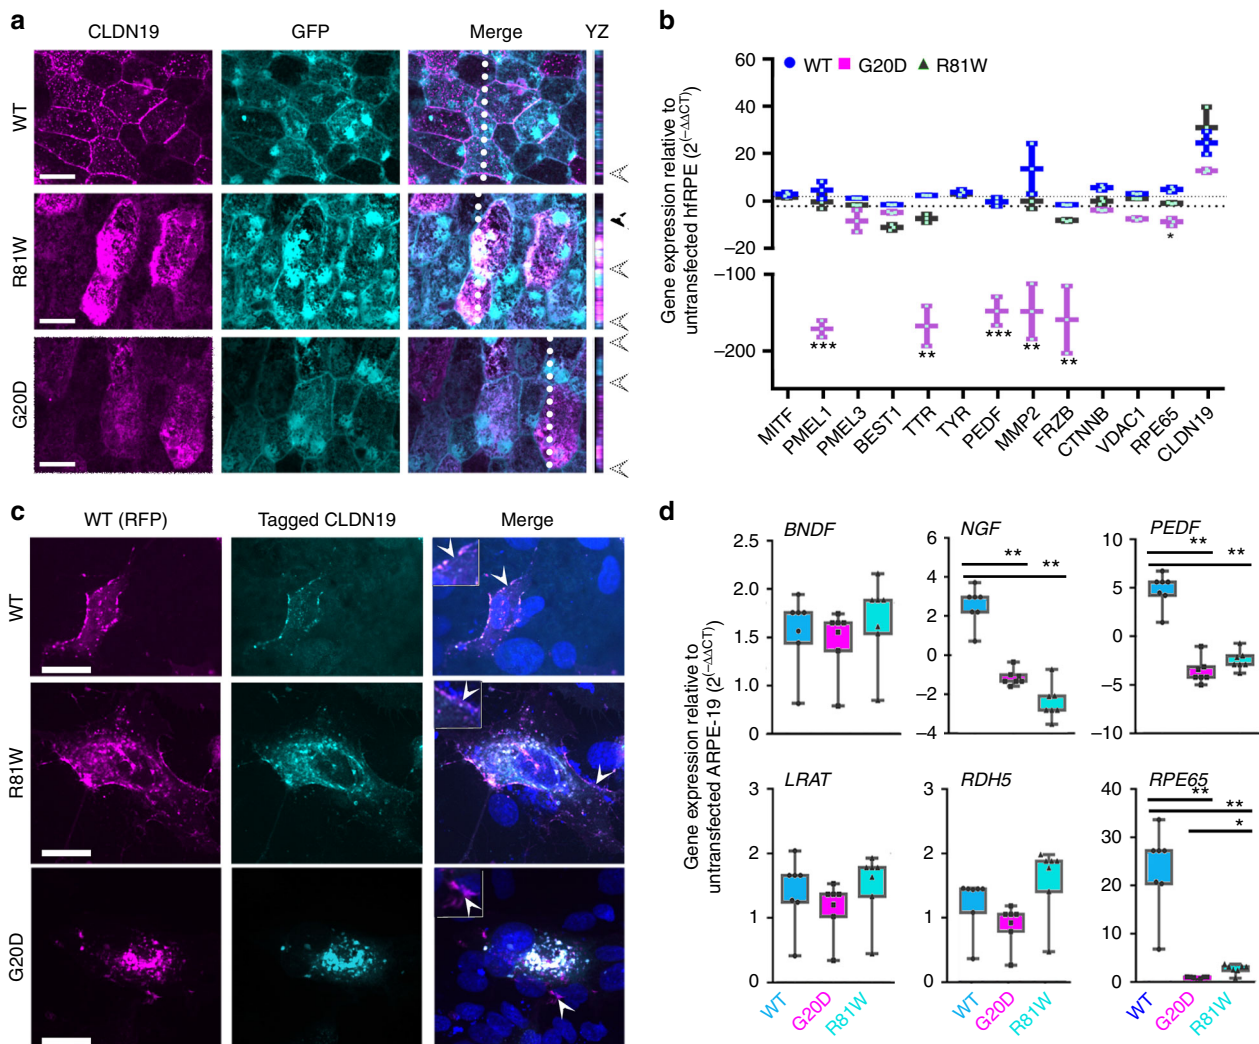 a
CLDN19 GFP Merge YZ
WT
R81W
G20D
b
WT G20D R81W
Gene expression relative to
untransfected hfRPE (2(−ΔΔCT))
60
40
20
0
−20
−100
−200
*
***
**
***
**
**
MITF PMEL1 PMEL3 BEST1 TTR TYR PEDF MMP2 FRZB CTNNB VDAC1 RPE65 CLDN19
c
WT (RFP) Tagged CLDN19 Merge
WT
R81W
G20D
d
Gene expression relative to
untransfected ARPE-19 (2(−ΔΔCT))
BNDF
2.5
2.0
1.5
1.0
0
NGF
** **
6
4
2
0
−2
−4
PEDF
** **
10
5
0
−5
−10
LRAT
3
2
1
0
WT G20D R81W
RDH5
3
2
1
0
WT G20D R81W
RPE65
**
**
*
40
30
20
10
0
WT G20D R81W